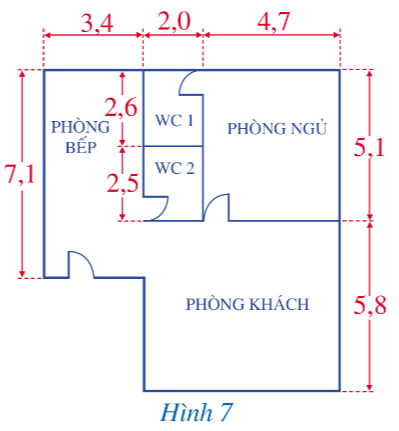 3,4 2,0 4,7
2,6
WC 1
PHÒNG
BẾP
PHÒNG NGỦ
5,1
7,1
2,5
WC 2
PHÒNG KHÁCH
5,8
Hình 7